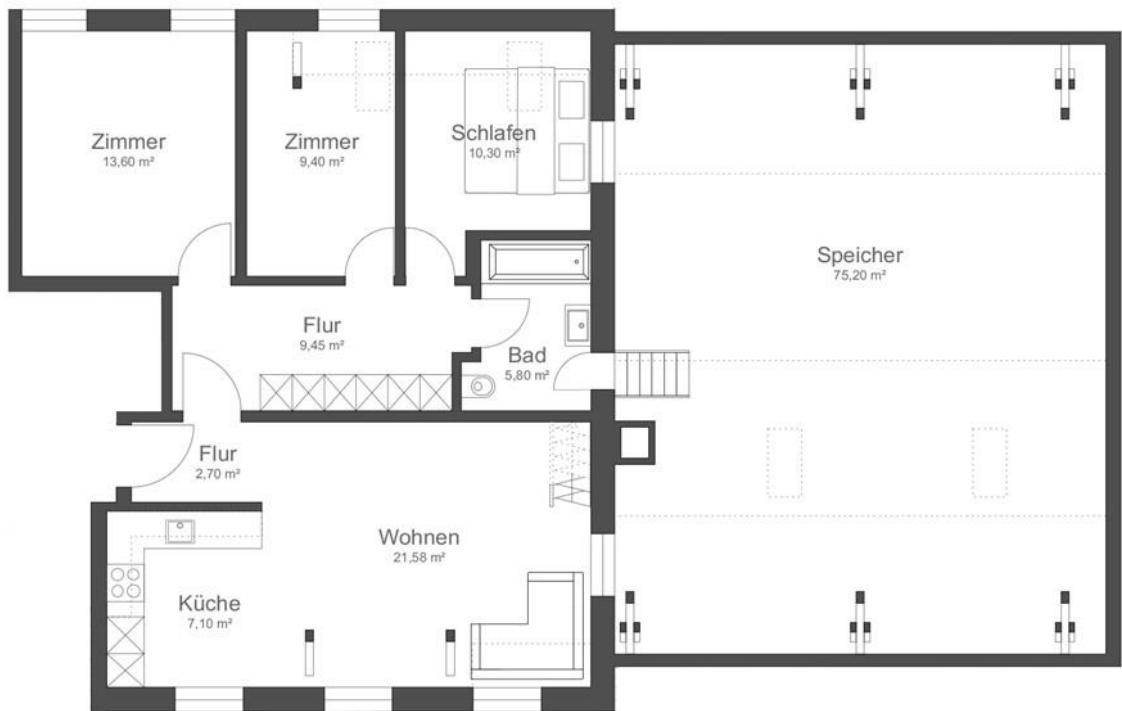 Zimmer
13,60 m²
Zimmer
9,40 m²
Schlafen
10,30 m²
Speicher
75,20 m²
Flur
9,45 m²
Bad
5,80 m²
Flur
2,70 m²
Wohnen
21,58 m²
Küche
7,10 m²